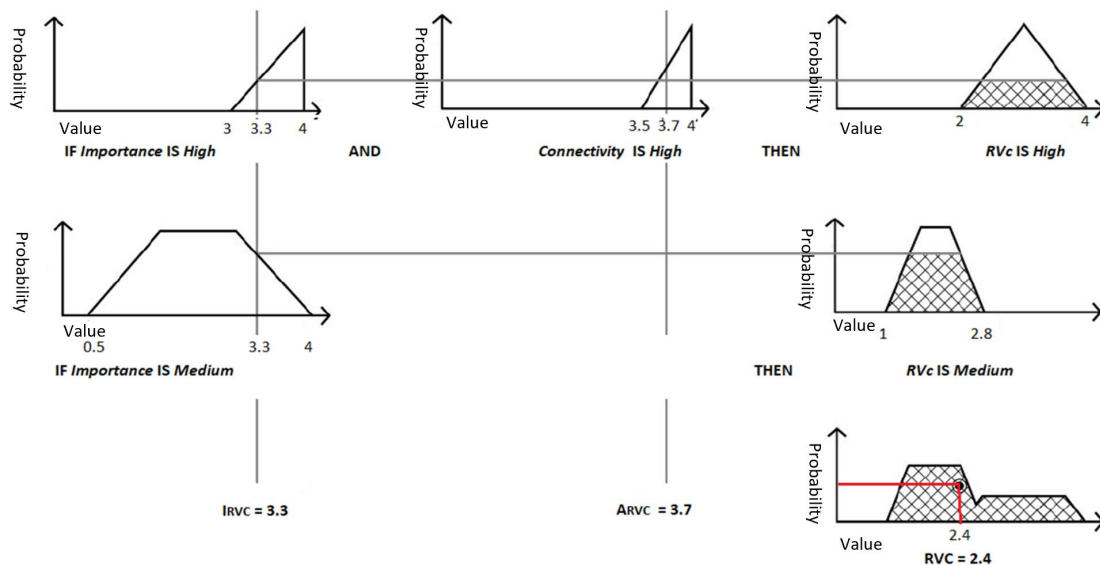 Probability
Probability
Probability
Value
3
3.3
4
Value
3.5
3.7
4
Value
2
4
IF Importance IS High
AND
Connectivity IS High
THEN
RVc IS High
Probability
Probability
Value
0.5
3.3
4
Value
1
2.8
IF Importance IS Medium
THEN
RVc IS Medium
Probability
IRVC = 3.3
ARVC = 3.7
Value
2.4
RVC = 2.4